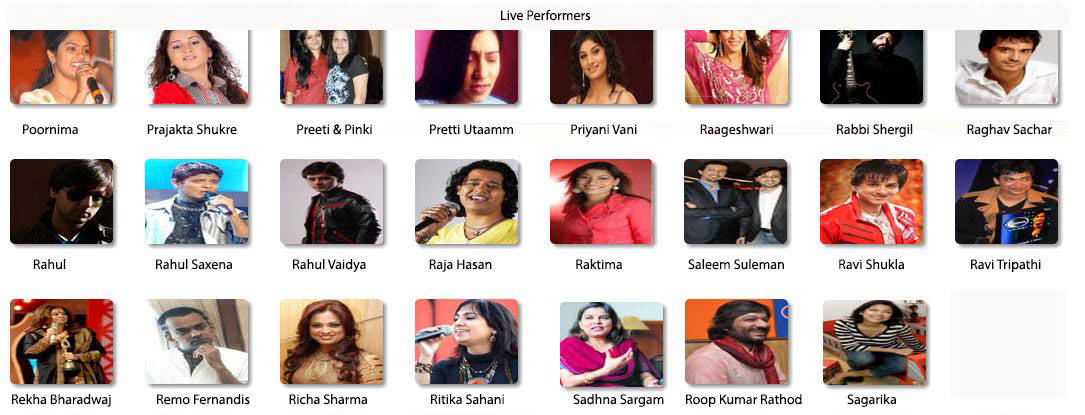 Live Performers
Poornima Prajakta Shukre Preeti & Pinki Pretti Utaamm Priyani Vani Raageshwari Rabbi Shergil Raghav Sachar
Rahul Rahul Saxena Rahul Vaidya Raja Hasan Raktima Saleem Suleman Ravi Shukla Ravi Tripathi
Rekha Bharadwaj Remo Fernandis Richa Sharma Ritika Sahani Sadhna Sargam Roop Kumar Rathod Sagarika